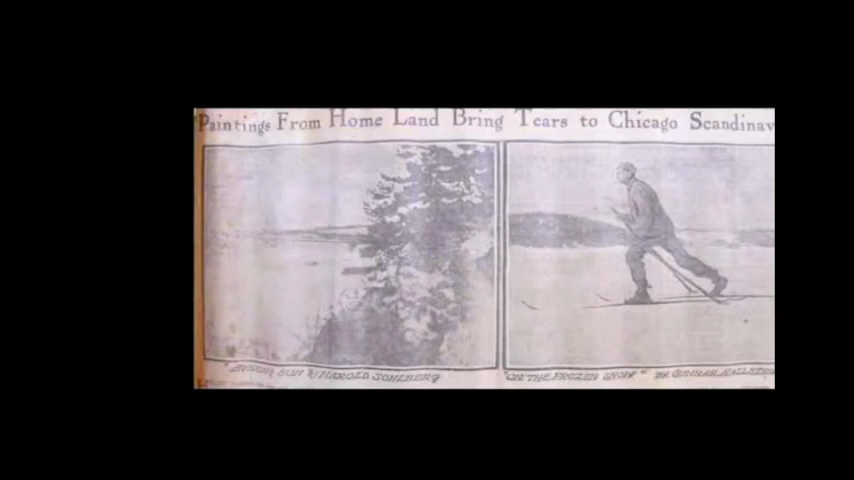 Paintings From Home Land Bring Tears to Chicago Scandinav
SUN by HAROLD SOHLBERG
"ON THE FROZEN SNOW" By GUNNAR HALLSTRO